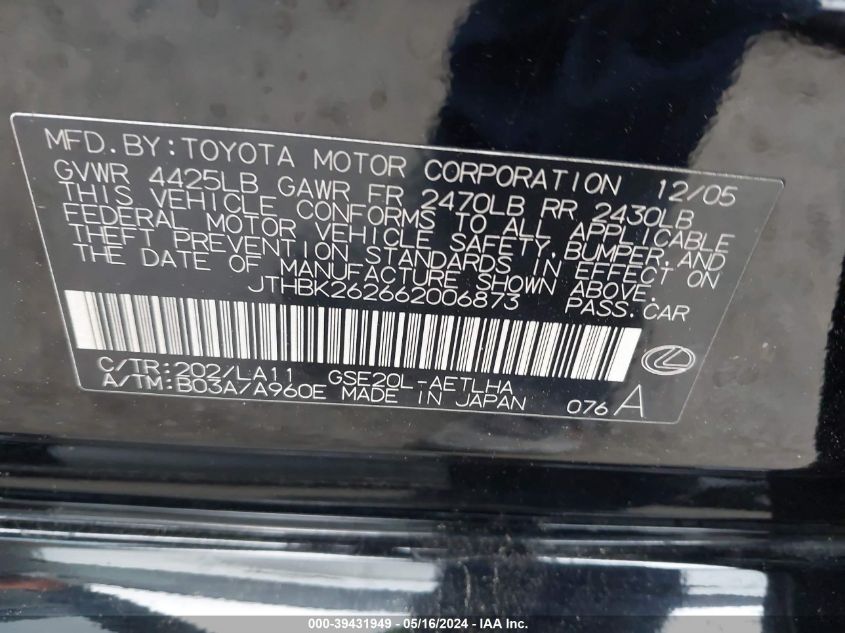 MFD. BY: TOYOTA MOTOR CORPORATION 12/05
GVWR 4425LB GAWR FR 2470LB RR 2430LB
THIS VEHICLE CONFORMS TO ALL APPLICABLE
FEDERAL MOTOR VEHICLE SAFETY, BUMPER, AND
THEFT PREVENTION STANDARDS IN EFFECT ON
THE DATE OF MANUFACTURE SHOWN ABOVE.
JTHBK262662006873 PASS. CAR
C/TR: 202/LA11 GSE20L-AETLHA
A/TM: B03A/A960E MADE IN JAPAN 076A
000-39431949 - 05/16/2024 - IAA Inc.